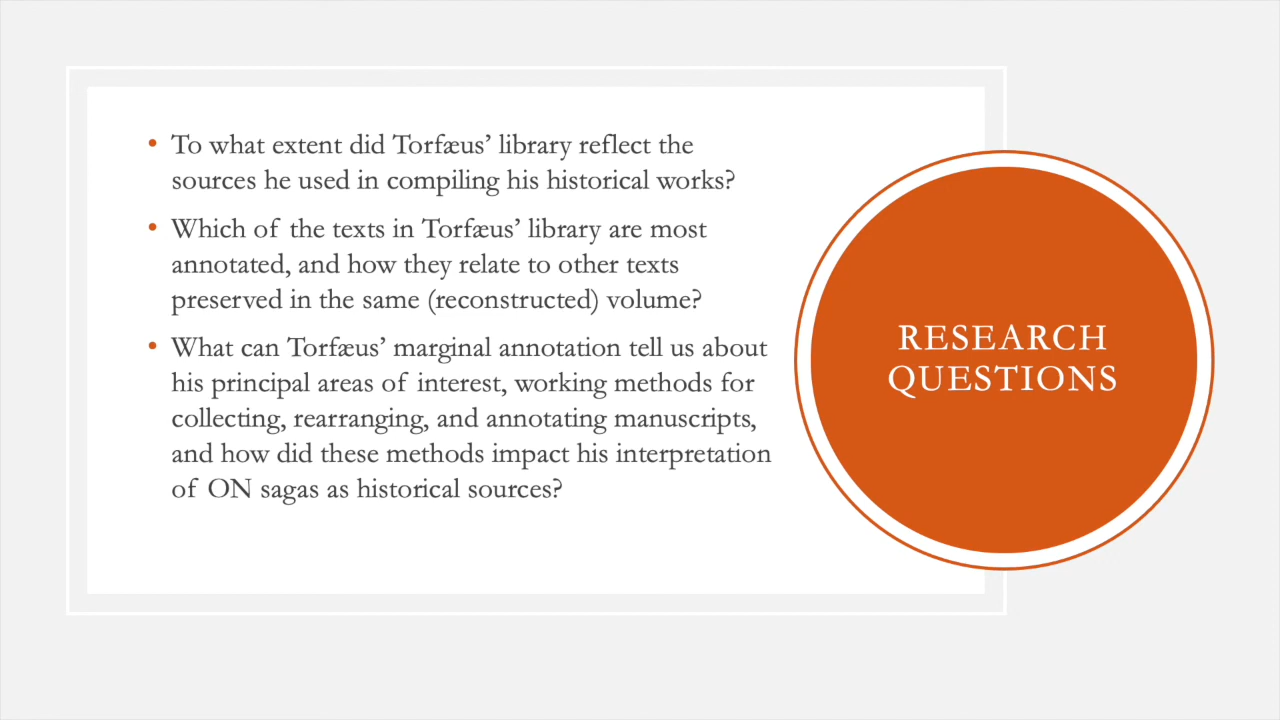 • To what extent did Torfæus’ library reflect the
sources he used in compiling his historical works?
• Which of the texts in Torfæus’ library are most
annotated, and how they relate to other texts
preserved in the same (reconstructed) volume?
• What can Torfæus’ marginal annotation tell us about
his principal areas of interest, working methods for
collecting, rearranging, and annotating manuscripts,
and how did these methods impact his interpretation
of ON sagas as historical sources?
RESEARCH
QUESTIONS